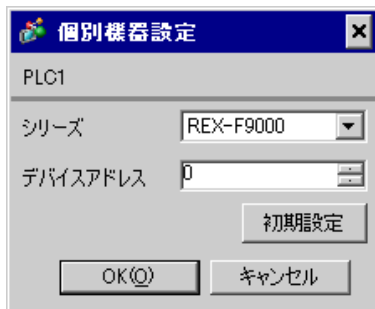 個別機器設定
PLC1
シリーズ REX-F9000
デバイスアドレス 0
初期設定
OK(O) キャンセル